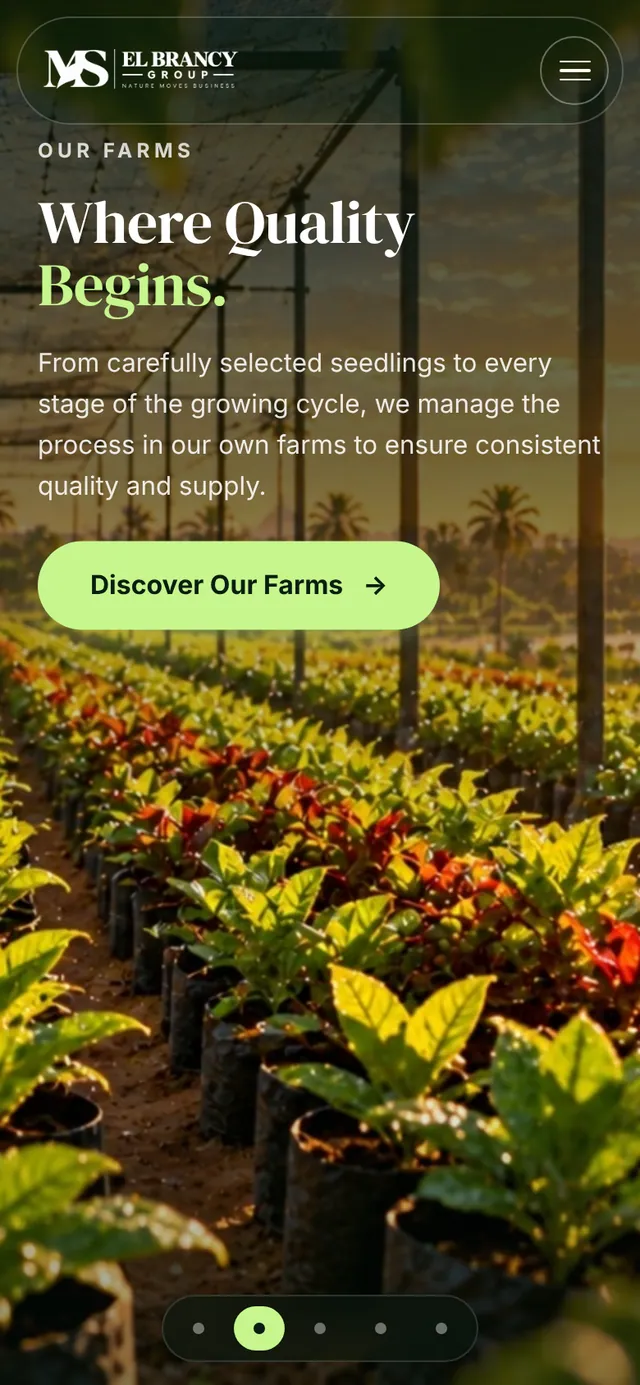 MS
EL BRANCY
GROUP
NATURE MOVES BUSINESS
OUR FARMS
Where Quality
Begins.
From carefully selected seedlings to every
stage of the growing cycle, we manage the
process in our own farms to ensure consistent
quality and supply.
Discover Our Farms →